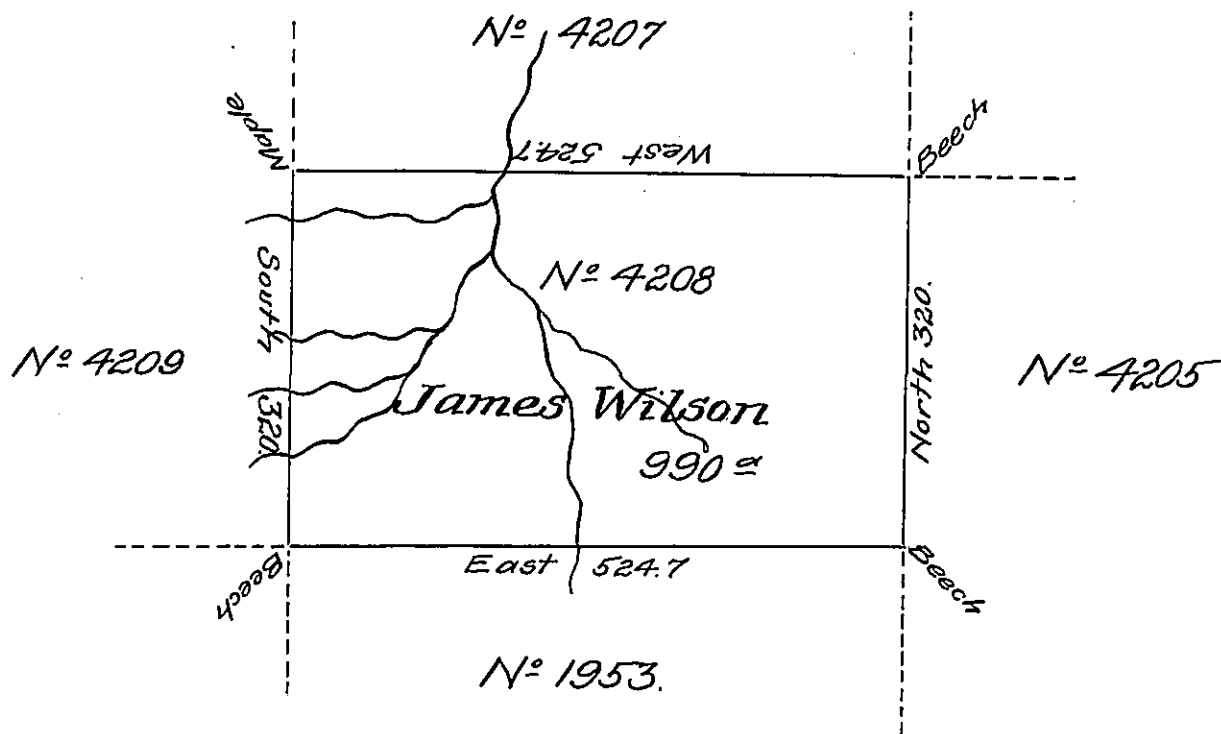 Nº 4207
Maple
Beech
West 524.7
South 320.
Nº 4208
North 320.
Nº 4209
Nº 4205
James Wilson
990 a
Beech
East 524.7
Beech
Nº 1953.